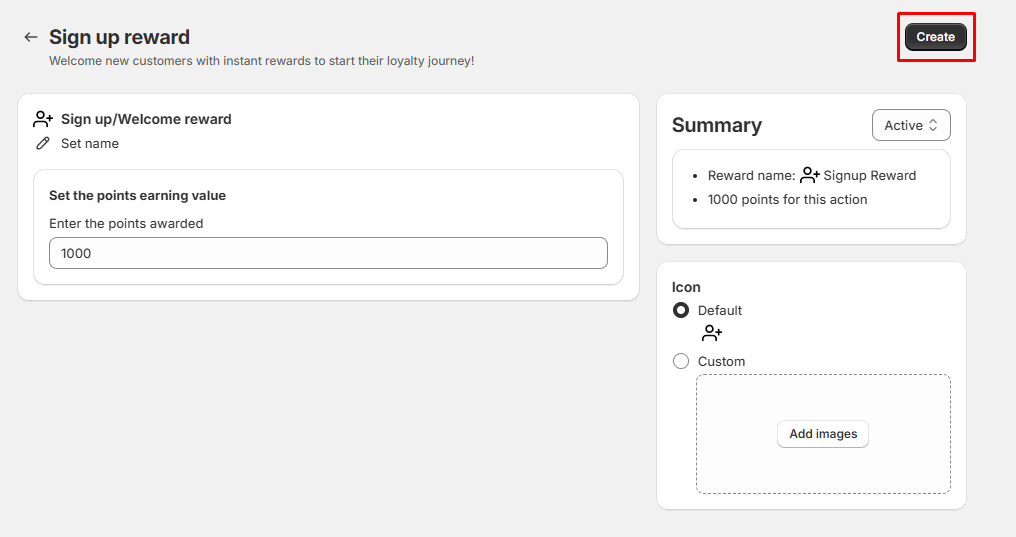 Sign up reward
Create
Welcome new customers with instant rewards to start their loyalty journey!
Sign up/Welcome reward
Set name
Set the points earning value
Enter the points awarded
1000
Summary
Active
Reward name: Signup Reward
1000 points for this action
Icon
Default
Custom
Add images